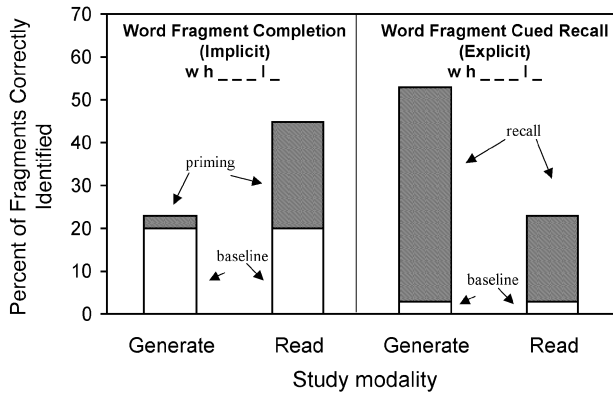 Percent of Fragments Correctly
Identified
70
60
50
40
30
20
10
0
Word Fragment Completion
(Implicit)
w h _ _ _ l _
priming
baseline
Word Fragment Cued Recall
(Explicit)
w h _ _ _ l _
recall
baseline
Generate
Read
Generate
Read
Study modality